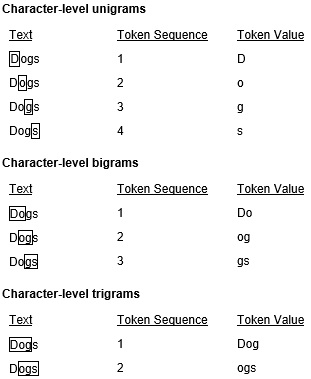 Character-level unigrams
Text Token Sequence Token Value
Dogs 1 D
Dogs 2 o
Dogs 3 g
Dogs 4 s
Character-level bigrams
Text Token Sequence Token Value
Dogs 1 Do
Dogs 2 og
Dogs 3 gs
Character-level trigrams
Text Token Sequence Token Value
Dogs 1 Dog
Dogs 2 ogs